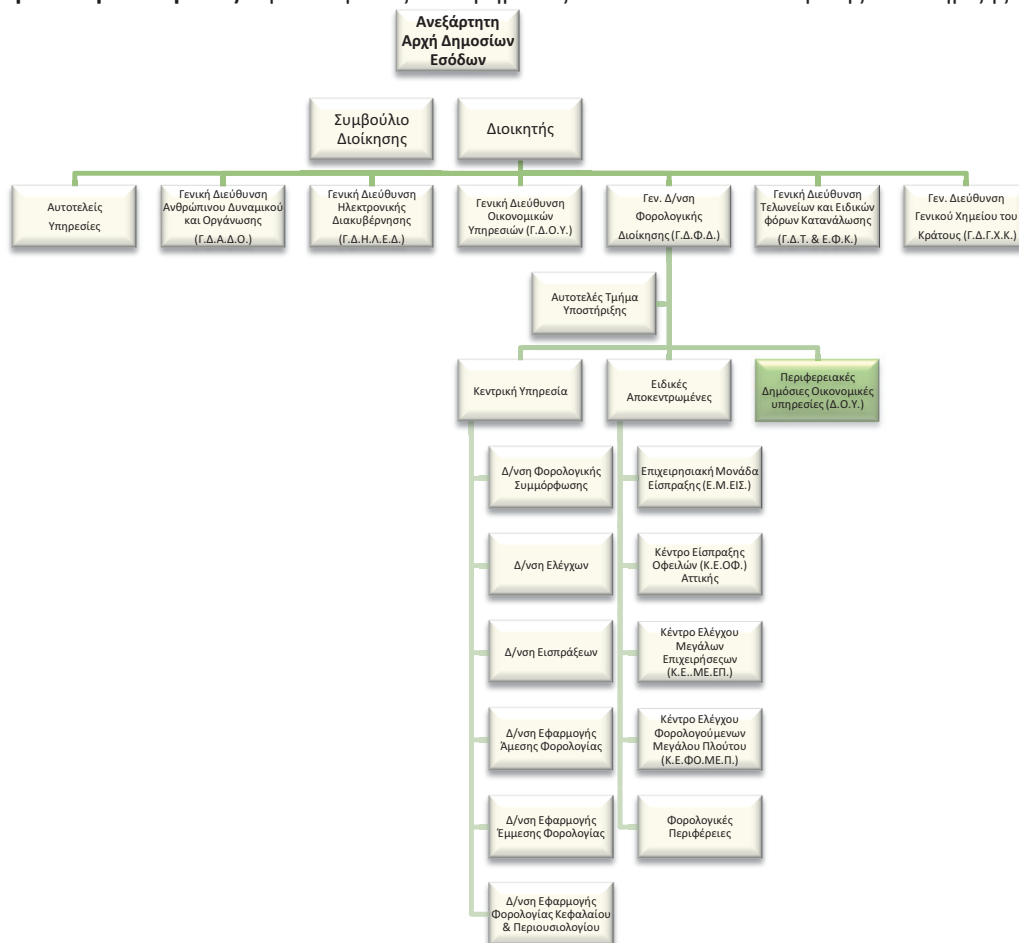 Ανεξάρτητη
Αρχή Δημοσίων
Εσόδων
Συμβούλιο
Διοίκησης
Διοικητής
Αυτοτελείς
Υπηρεσίες
Γενική Διεύθυνση
Ανθρώπινου Δυναμικού
και Οργάνωσης
(Γ.Δ.Α.Δ.Ο.)
Γενική Διεύθυνση
Ηλεκτρονικής
Διακυβέρνησης
(Γ.Δ.Η.Λ.Ε.Δ.)
Γενική Διεύθυνση
Οικονομικών
Υπηρεσιών (Γ.Δ.Ο.Υ.)
Γεν. Δ/νση
Φορολογικής
Διοίκησης (Γ.Δ.Φ.Δ.)
Γενική Διεύθυνση
Τελωνείων και Ειδικών
φόρων Κατανάλωσης
(Γ.Δ.Τ. & Ε.Φ.Κ.)
Γεν. Διεύθυνση
Γενικού Χημείου του
Κράτους (Γ.Δ.Γ.Χ.Κ.)
Αυτοτελές Τμήμα
Υποστήριξης
Κεντρική Υπηρεσία
Ειδικές
Αποκεντρωμένες
Περιφερειακές
Δημόσιες Οικονομικές
υπηρεσίες (Δ.Ο.Υ.)
Δ/νση Φορολογικής
Συμμόρφωσης
Επιχειρησιακή Μονάδα
Είσπραξης (Ε.Μ.ΕΙΣ.)
Δ/νση Ελέγχων
Κέντρο Είσπραξης
Οφειλών (Κ.Ε.ΟΦ.)
Αττικής
Δ/νση Εισπράξεων
Κέντρο Ελέγχου
Μεγάλων
Επιχειρήσεςων
(Κ.Ε..ΜΕ.ΕΠ.)
Δ/νση Εφαρμογής
Άμεσης Φορολογίας
Κέντρο Ελέγχου
Φορολογούμενων
Μεγάλου Πλούτου
(Κ.Ε.ΦΟ.ΜΕ.Π.)
Δ/νση Εφαρμογής
Έμμεσης Φορολογίας
Φορολογικές
Περιφέρειες
Δ/νση Εφαρμογής
Φορολογίας Κεφαλαίου
& Περιουσιολογίου